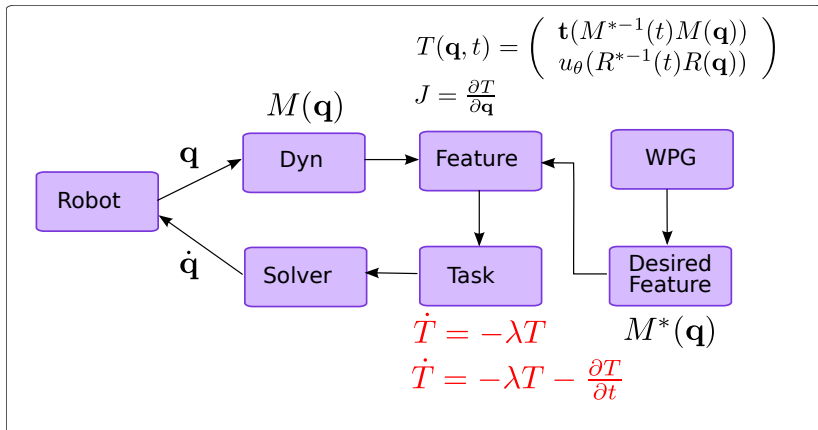 T(𝐪, t) = ( 𝐭(M*⁻¹(t)M(𝐪))
u_θ(R*⁻¹(t)R(𝐪)) )
J = ∂T/∂𝐪
M(𝐪)
𝐪
Dyn
Feature
WPG
Robot
𝐪̇
Solver
Task
Desired
Feature
Ṫ = −λT
M*(𝐪)
Ṫ = −λT − ∂T/∂t